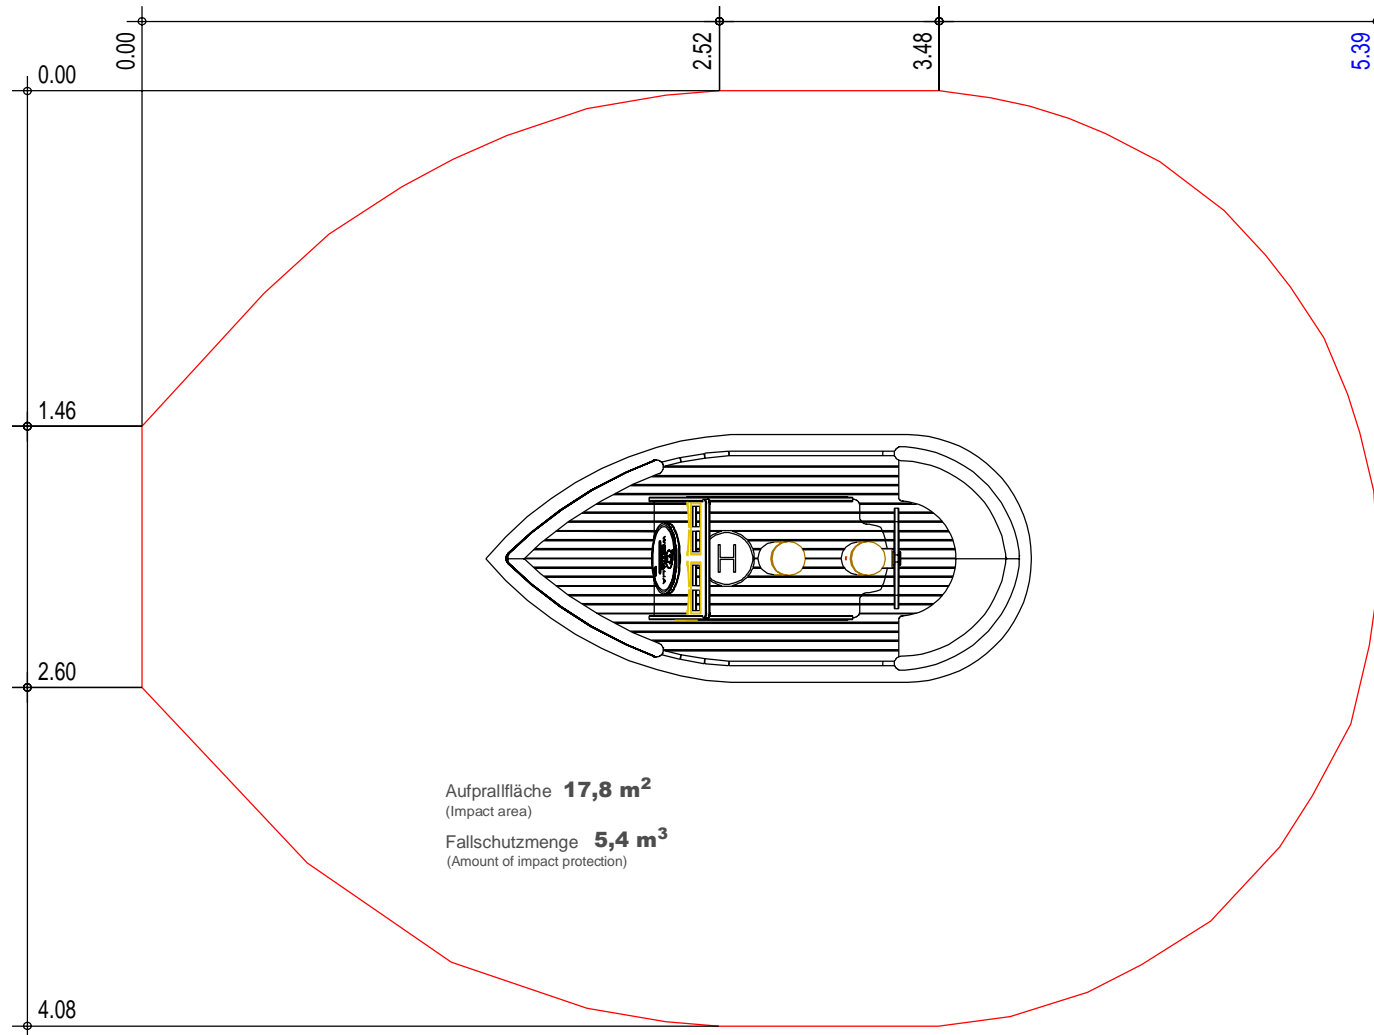 0.00
2.52
3.48
5.39
0.00
1.46
2.60
4.08
H
Aufprallfläche 17,8 m²
(Impact area)
Fallschutzmenge 5,4 m³
(Amount of impact protection)